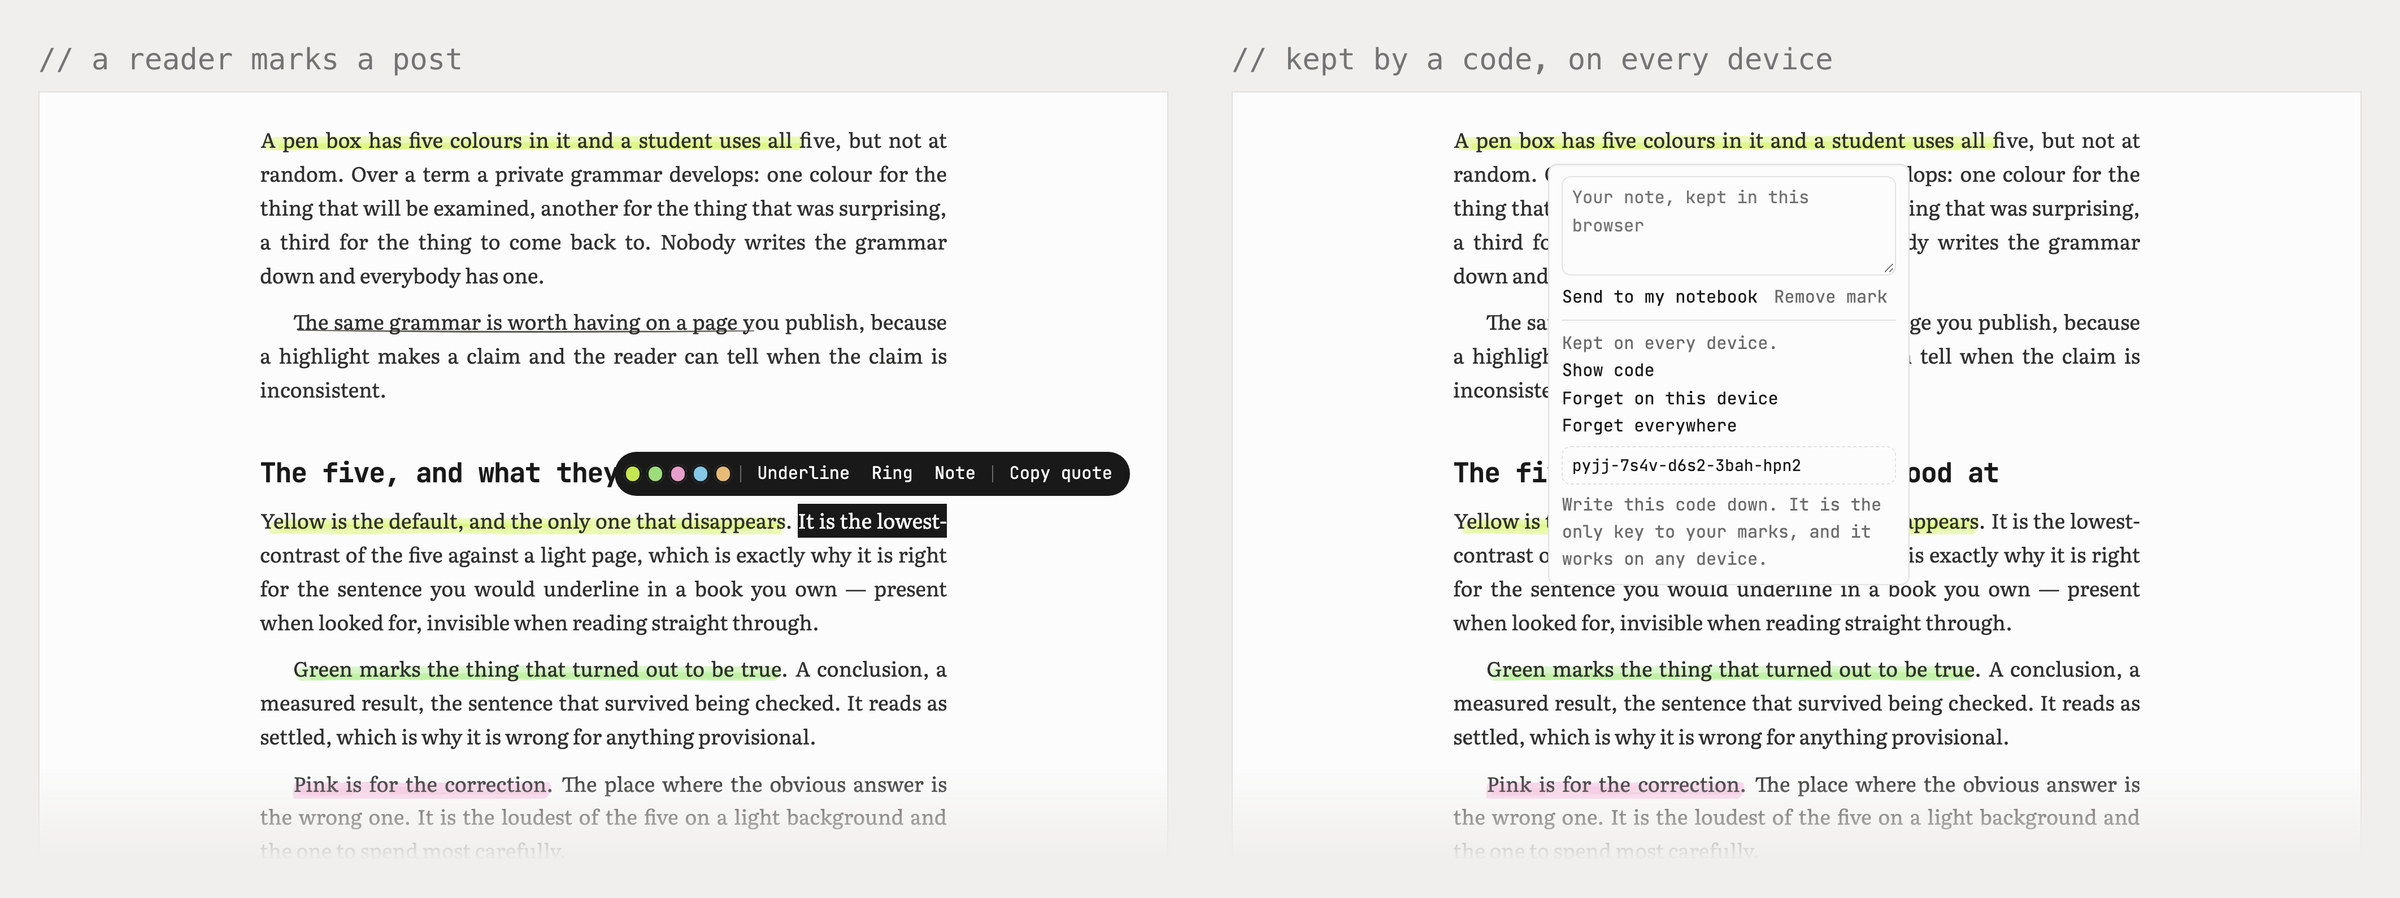 // a reader marks a post
A pen box has five colours in it and a student uses all five, but not at
random. Over a term a private grammar develops: one colour for the
thing that will be examined, another for the thing that was surprising,
a third for the thing to come back to. Nobody writes the grammar
down and everybody has one.
The same grammar is worth having on a page you publish, because
a highlight makes a claim and the reader can tell when the claim is
inconsistent.
The five, and what they
Underline Ring Note Copy quote
Yellow is the default, and the only one that disappears. It is the lowest-
contrast of the five against a light page, which is exactly why it is right
for the sentence you would underline in a book you own — present
when looked for, invisible when reading straight through.
Green marks the thing that turned out to be true. A conclusion, a
measured result, the sentence that survived being checked. It reads as
settled, which is why it is wrong for anything provisional.
Pink is for the correction. The place where the obvious answer is
the wrong one. It is the loudest of the five on a light background and
the one to spend most carefully.
// kept by a code, on every device
A pen box has five colours in it and a student uses all five, but not at
random. lops: one colour for the
thing that ing that was surprising,
a third fo dy writes the grammar
down and
The sa ge you publish, because
a highligh tell when the claim is
inconsiste
Your note, kept in this
browser
Send to my notebook Remove mark
Kept on every device.
Show code
Forget on this device
Forget everywhere
pyjj-7s4v-d6s2-3bah-hpn2
Write this code down. It is the
only key to your marks, and it
works on any device.
The fi ood at
Yellow is ppears. It is the lowest-
contrast o is exactly why it is right
for the sentence you would underline in a book you own — present
when looked for, invisible when reading straight through.
Green marks the thing that turned out to be true. A conclusion, a
measured result, the sentence that survived being checked. It reads as
settled, which is why it is wrong for anything provisional.
Pink is for the correction. The place where the obvious answer is
the wrong one. It is the loudest of the five on a light background and
the one to spend most carefully.